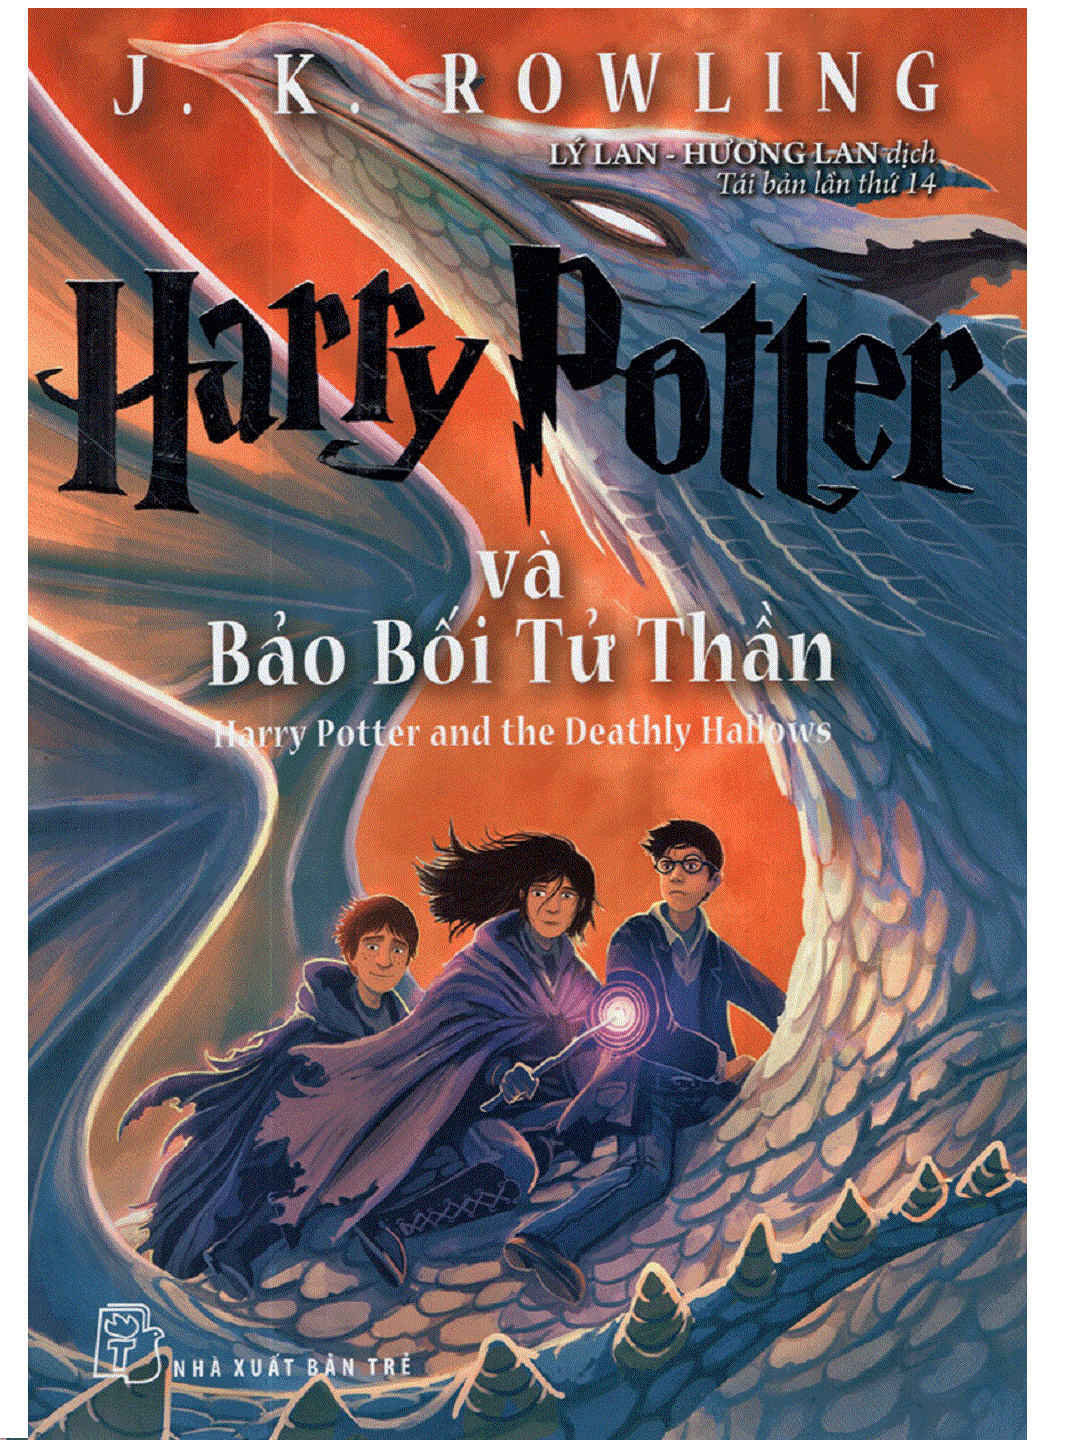 J. K. ROWLING
LÝ LAN - HƯƠNG LAN dịch
Tái bản lần thứ 14
Harry Potter
và
Bảo Bối Tử Thần
Harry Potter and the Deathly Hallows
NHÀ XUẤT BẢN TRẺ